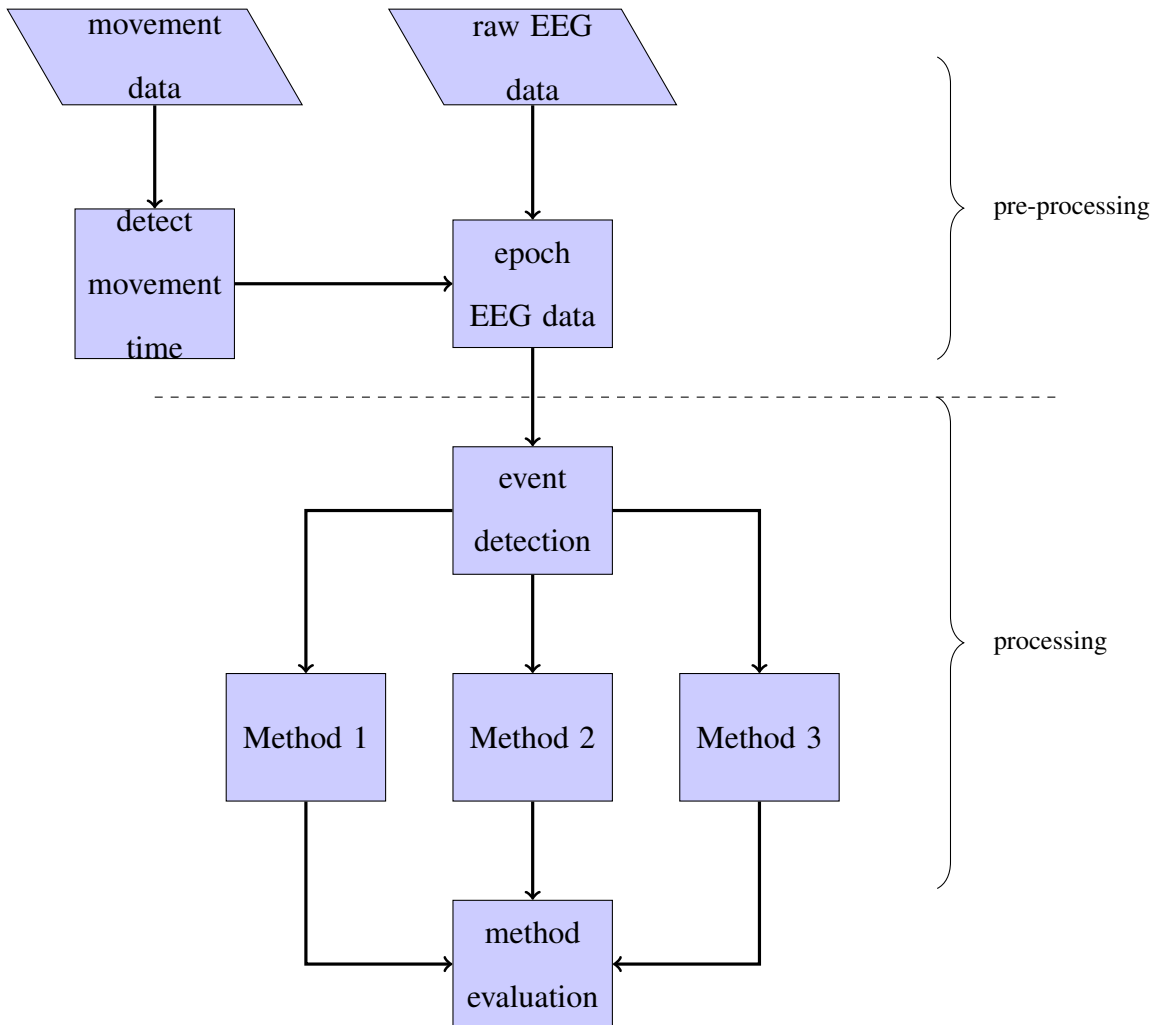 movement
data
raw EEG
data
detect
movement
time
epoch
EEG data
pre-processing
event
detection
processing
Method 1
Method 2
Method 3
method
evaluation